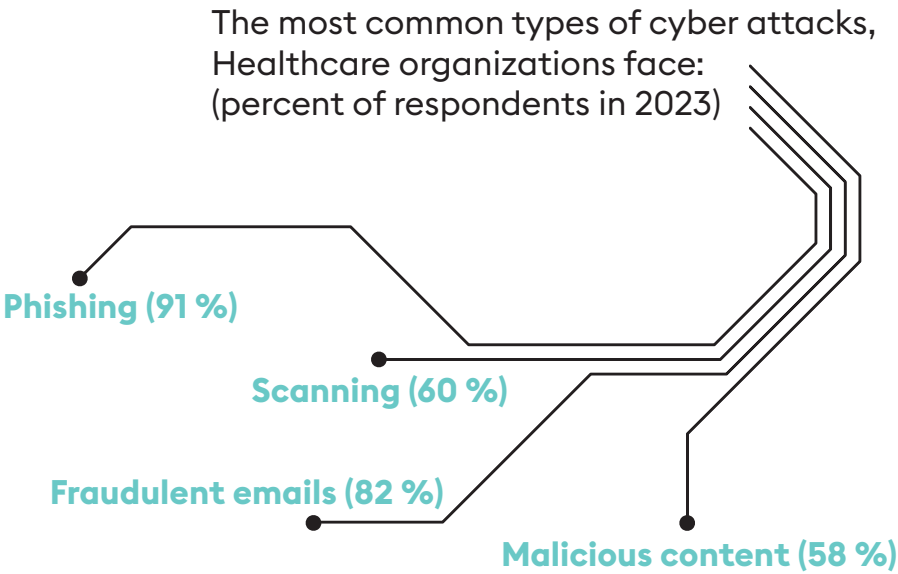 The most common types of cyber attacks,
Healthcare organizations face:
(percent of respondents in 2023)
Phishing (91 %)
Scanning (60 %)
Fraudulent emails (82 %)
Malicious content (58 %)